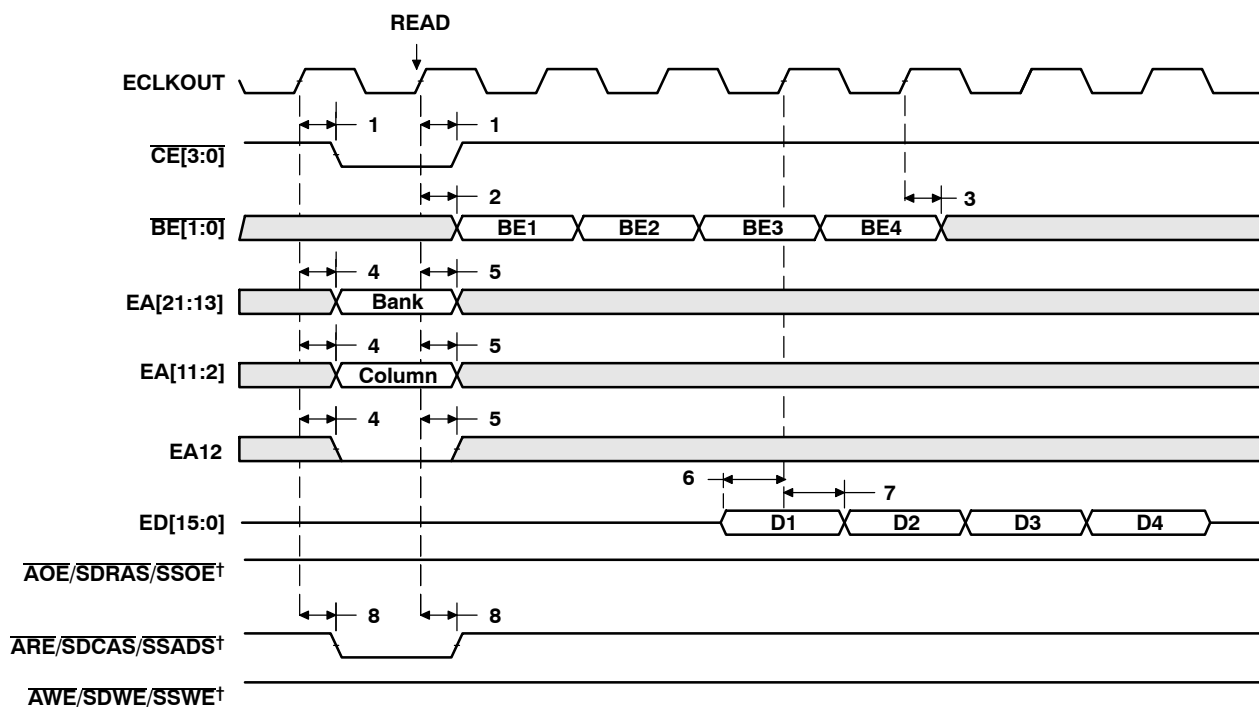 READ
ECLKOUT
1 1
CE[3:0]
2 3
BE[1:0] BE1 BE2 BE3 BE4
4 5
EA[21:13] Bank
4 5
EA[11:2] Column
4 5
EA12
6 7
ED[15:0] D1 D2 D3 D4
AOE/SDRAS/SSOE†
8 8
ARE/SDCAS/SSADS†
AWE/SDWE/SSWE†